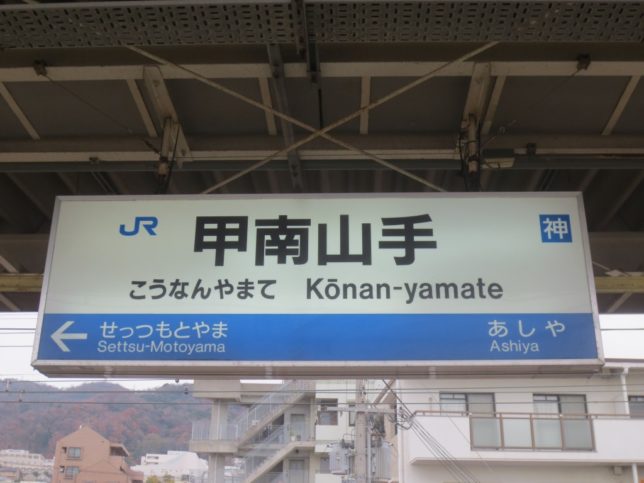 JR 甲南山手 神
こうなんやまて Kōnan-yamate
← せっつもとやま あしや
Settsu-Motoyama Ashiya